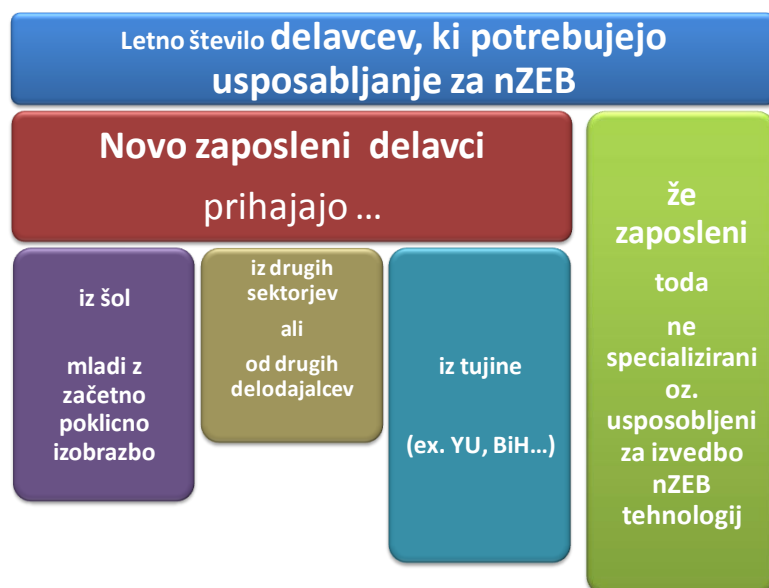 Letno število delavcev, ki potrebujejo
usposabljanje za nZEB
Novo zaposleni delavci
prihajajo ...
iz šol
mladi z
začetno
poklicno
izobrazbo
iz drugih
sektorjev
ali
od drugih
delodajalcev
iz tujine
(ex. YU, BiH...)
že
zaposleni
toda
ne
specializirani
oz.
usposobljeni
za izvedbo
nZEB
tehnologij